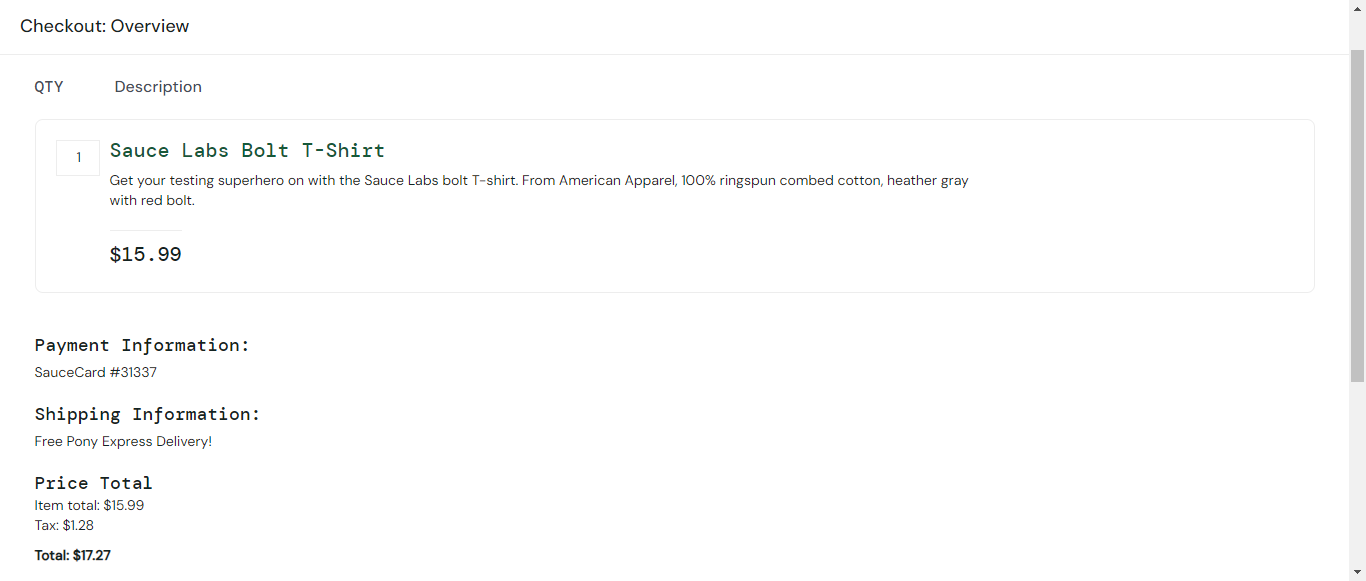 Checkout: Overview
QTY Description
1 Sauce Labs Bolt T-Shirt
Get your testing superhero on with the Sauce Labs bolt T-shirt. From American Apparel, 100% ringspun combed cotton, heather gray
with red bolt.
$15.99
Payment Information:
SauceCard #31337
Shipping Information:
Free Pony Express Delivery!
Price Total
Item total: $15.99
Tax: $1.28
Total: $17.27